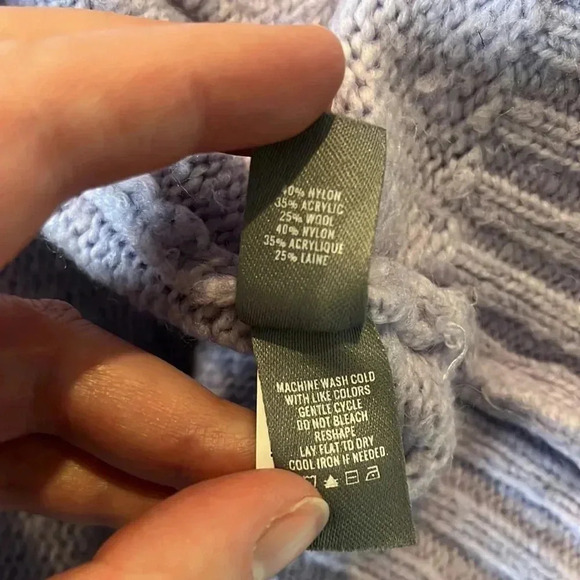 40% NYLON
35% ACRYLIC
25% WOOL
40% NYLON
35% ACRYLIQUE
25% LAINE
MACHINE WASH COLD
WITH LIKE COLORS
GENTLE CYCLE
DO NOT BLEACH
RESHAPE
LAY FLAT TO DRY
COOL IRON IF NEEDED.